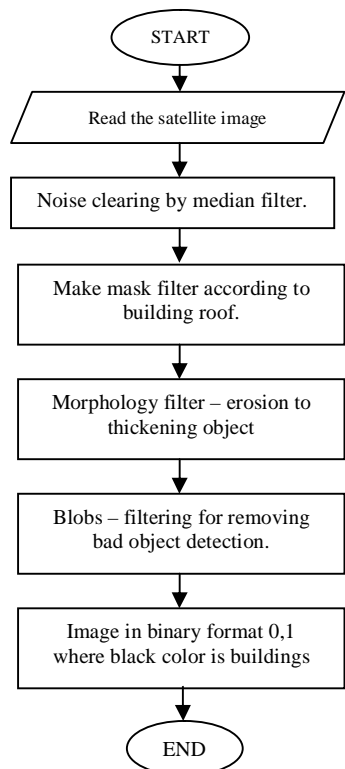 START
Read the satellite image
Noise clearing by median filter.
Make mask filter according to
building roof.
Morphology filter – erosion to
thickening object
Blobs – filtering for removing
bad object detection.
Image in binary format 0,1
where black color is buildings
END